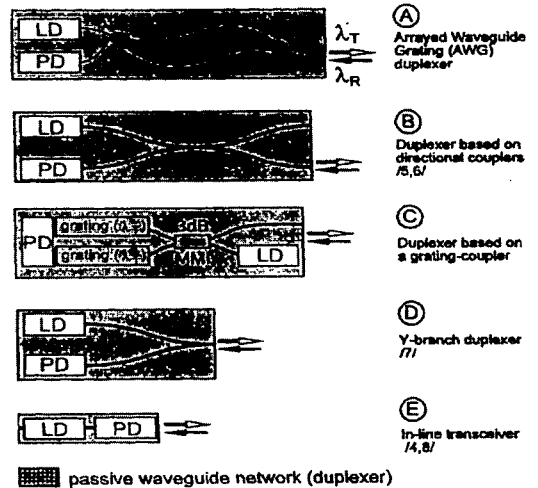 LD
PD
λT
λR
A
Arrayed Waveguide
Grating (AWG)
duplexer
LD
PD
B
Duplexer based on
directional couplers
/5,6/
PD
grating
3dB
grating
MMI
LD
C
Duplexer based on
a grating-coupler
LD
PD
D
Y-branch duplexer
/7/
LD
PD
E
In-line transceiver
/4,8/
passive waveguide network (duplexer)